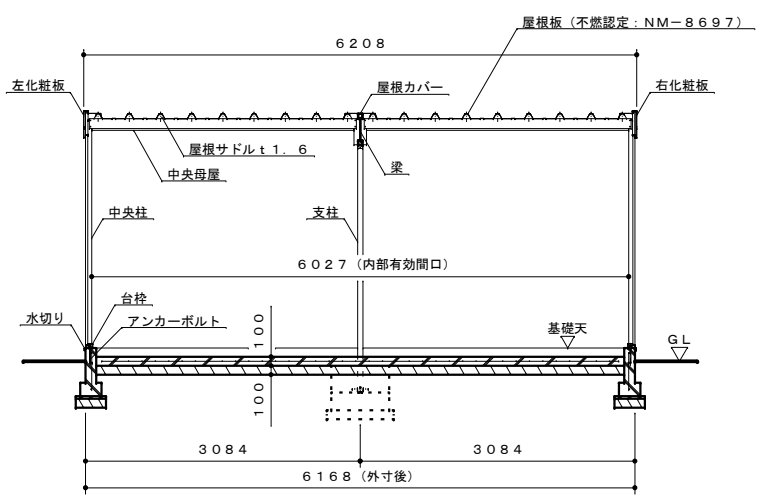 屋根板（不燃認定：NM－8697）
6208
左化粧板
屋根カバー
右化粧板
屋根サドルt1．6
梁
中央母屋
中央柱
支柱
6027（内部有効間口）
台枠
水切り
アンカーボルト
100
基礎天
GL
100
3084
3084
6168（外寸後）